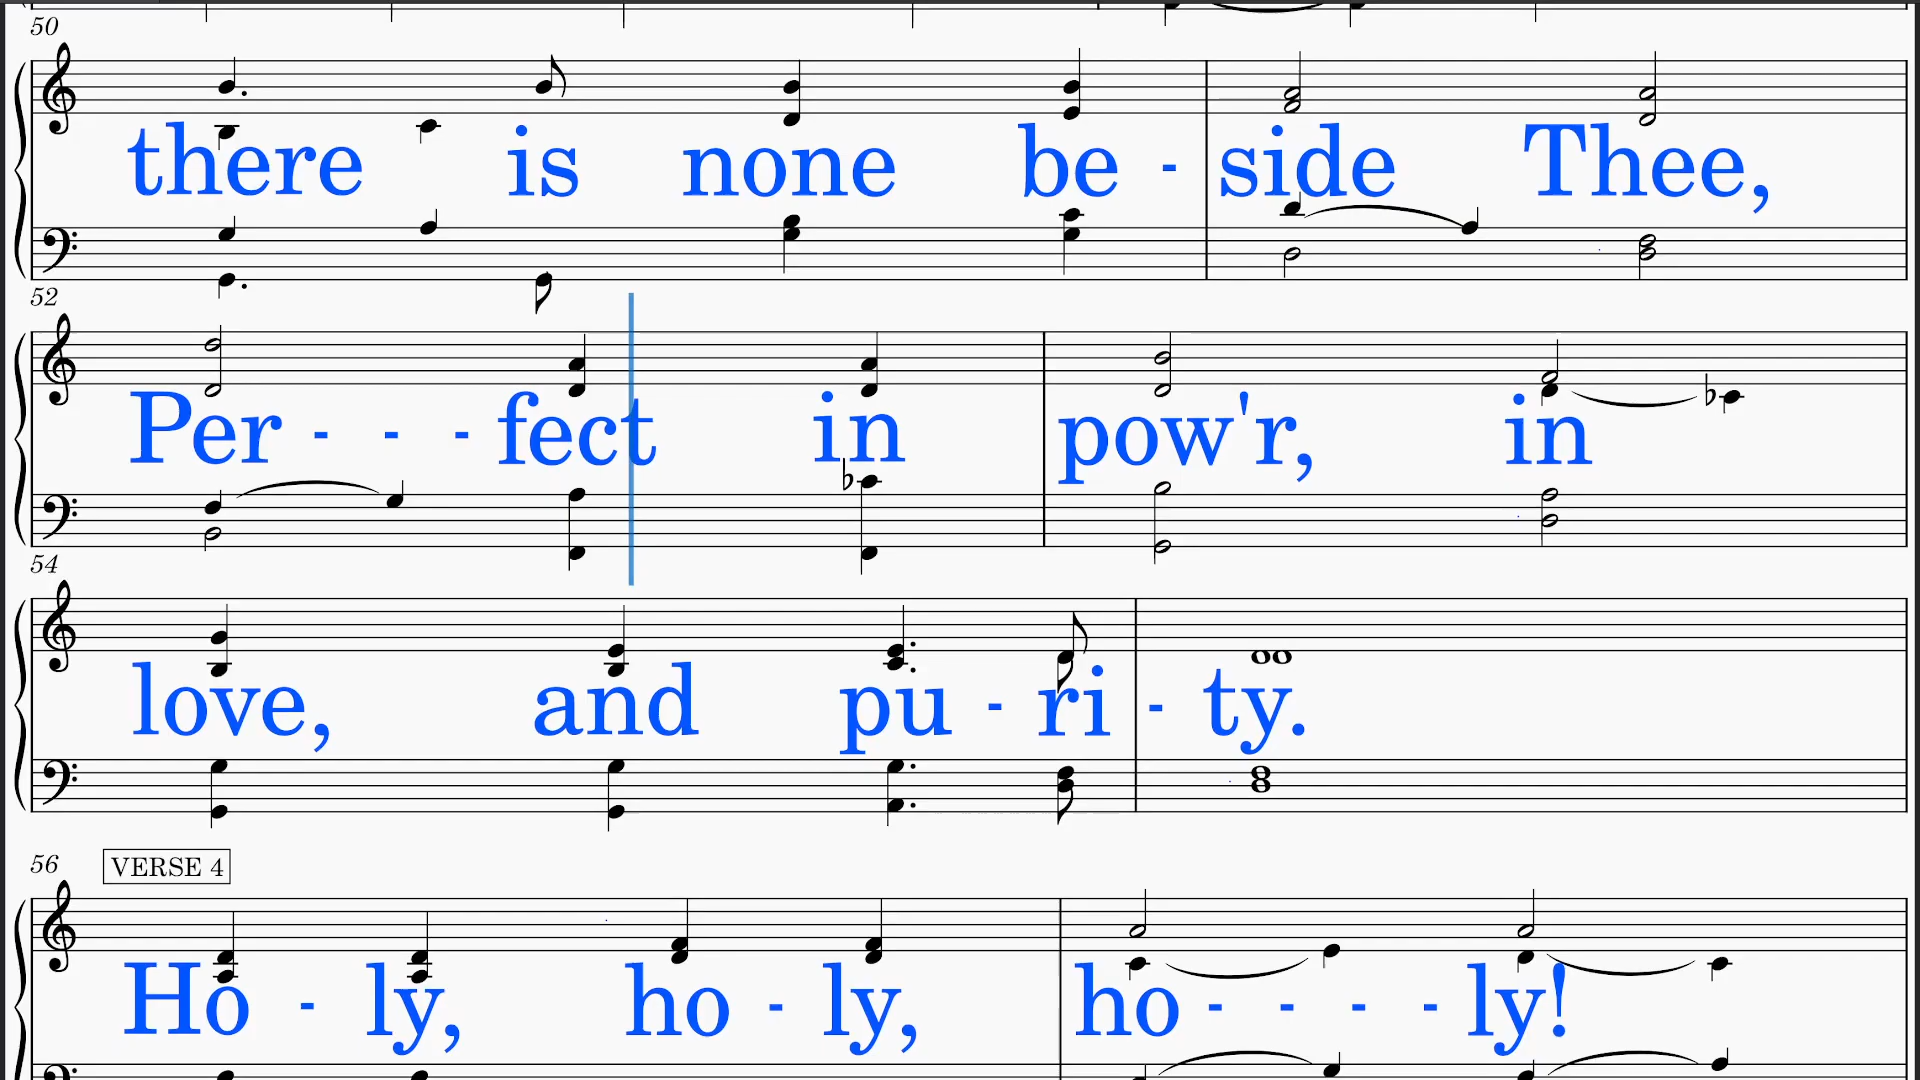 50
there is none be - side Thee,
52
Per - - - fect in pow'r, in
54
love, and pu - ri - ty.
56 VERSE 4
Ho - ly, ho - ly, ho - - - - ly!